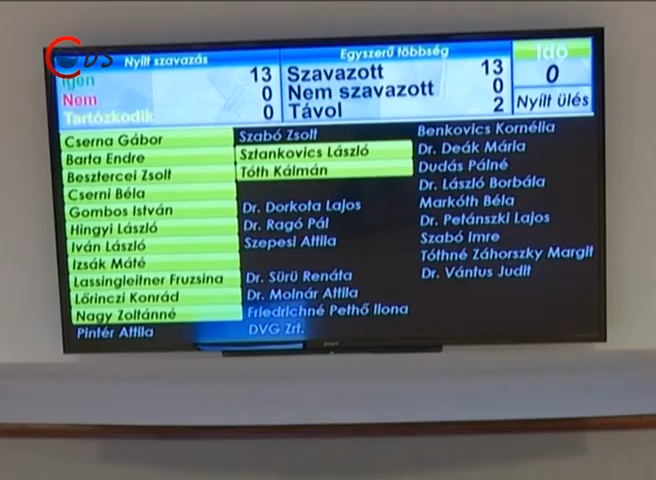 Nyílt szavazás
Igen 13
Nem 0
Tartózkodik 0
Egyszerű többség
Szavazott 13
Nem szavazott 0
Távol 2
Idő
0
Nyílt ülés
Cserna Gábor
Barta Endre
Besztercei Zsolt
Cserni Béla
Gombos István
Hingyi László
Iván László
Izsák Máté
Lassingleitner Fruzsina
Lőrinczi Konrád
Nagy Zoltánné
Pintér Attila
Szabó Zsolt
Sztankovics László
Tóth Kálmán
Dr. Dorkota Lajos
Dr. Ragó Pál
Szepesi Attila
Dr. Sürü Renáta
Dr. Molnár Attila
Friedrichné Pethő Ilona
DVG Zrt.
Benkovics Kornélia
Dr. Deák Mária
Dudás Pálné
Dr. László Borbála
Markóth Béla
Dr. Petánszki Lajos
Szabó Imre
Tóthné Záhorszky Margit
Dr. Vántus Judit
SONY